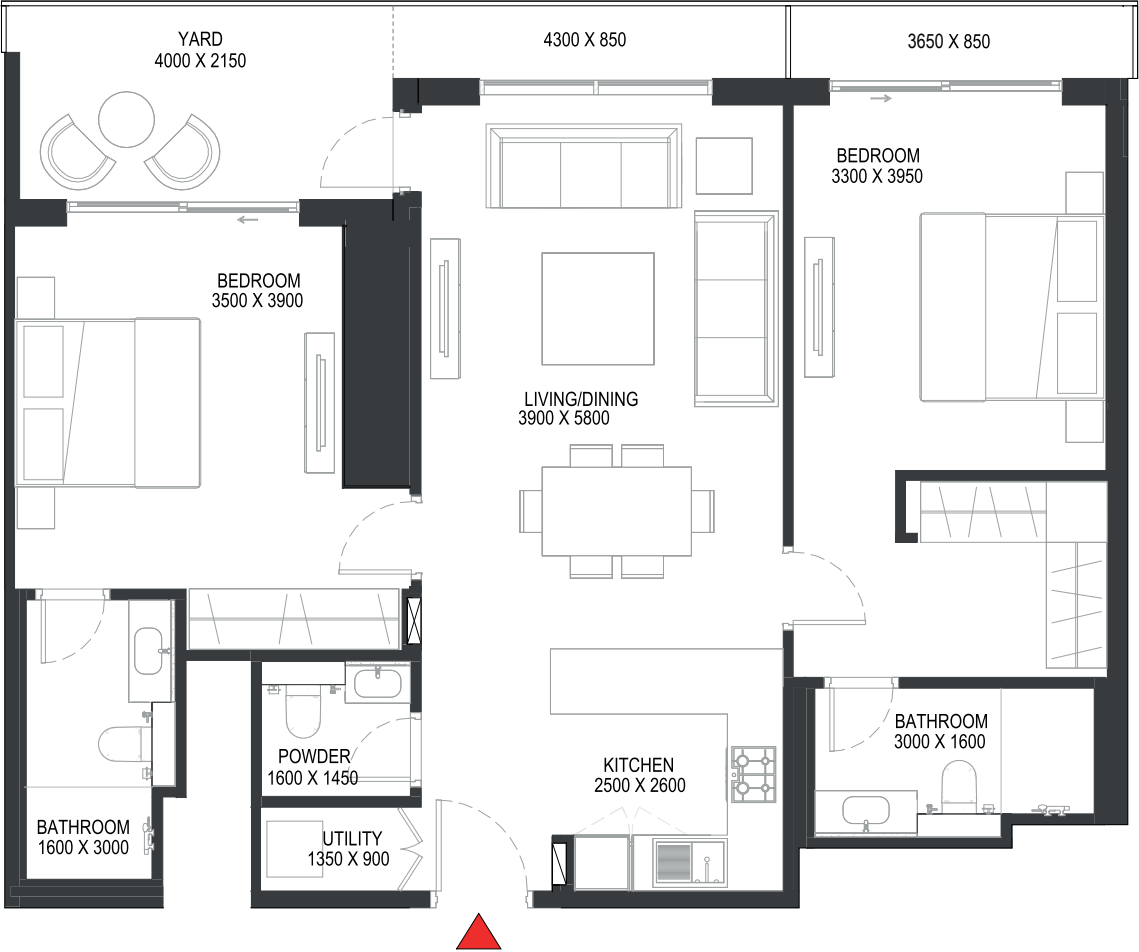 YARD
4000 X 2150
4300 X 850
3650 X 850
BEDROOM
3300 X 3950
BEDROOM
3500 X 3900
LIVING/DINING
3900 X 5800
BATHROOM
3000 X 1600
POWDER
1600 X 1450
KITCHEN
2500 X 2600
BATHROOM
1600 X 3000
UTILITY
1350 X 900